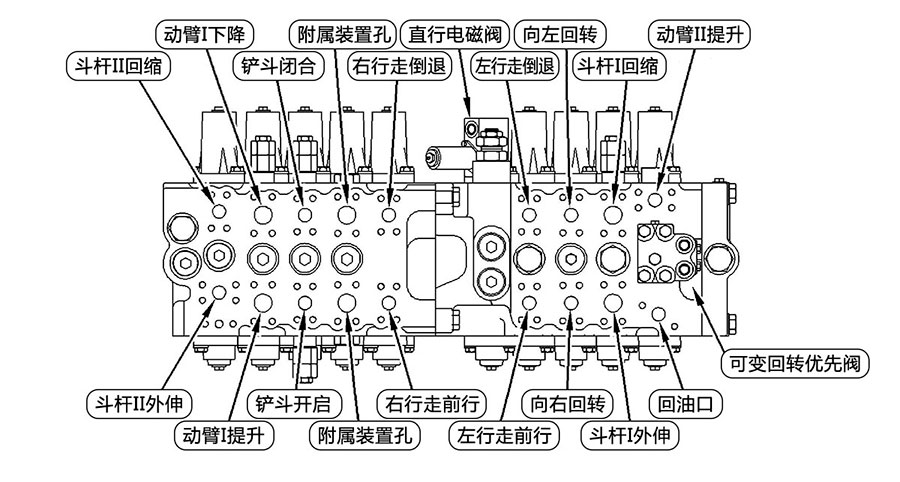 动臂I下降
附属装置孔
直行电磁阀
向左回转
动臂II提升
斗杆II回缩
铲斗闭合
右行走倒退
左行走倒退
斗杆I回缩
可变回转优先阀
斗杆II外伸
铲斗开启
右行走前行
向右回转
回油口
动臂I提升
附属装置孔
左行走前行
斗杆I外伸